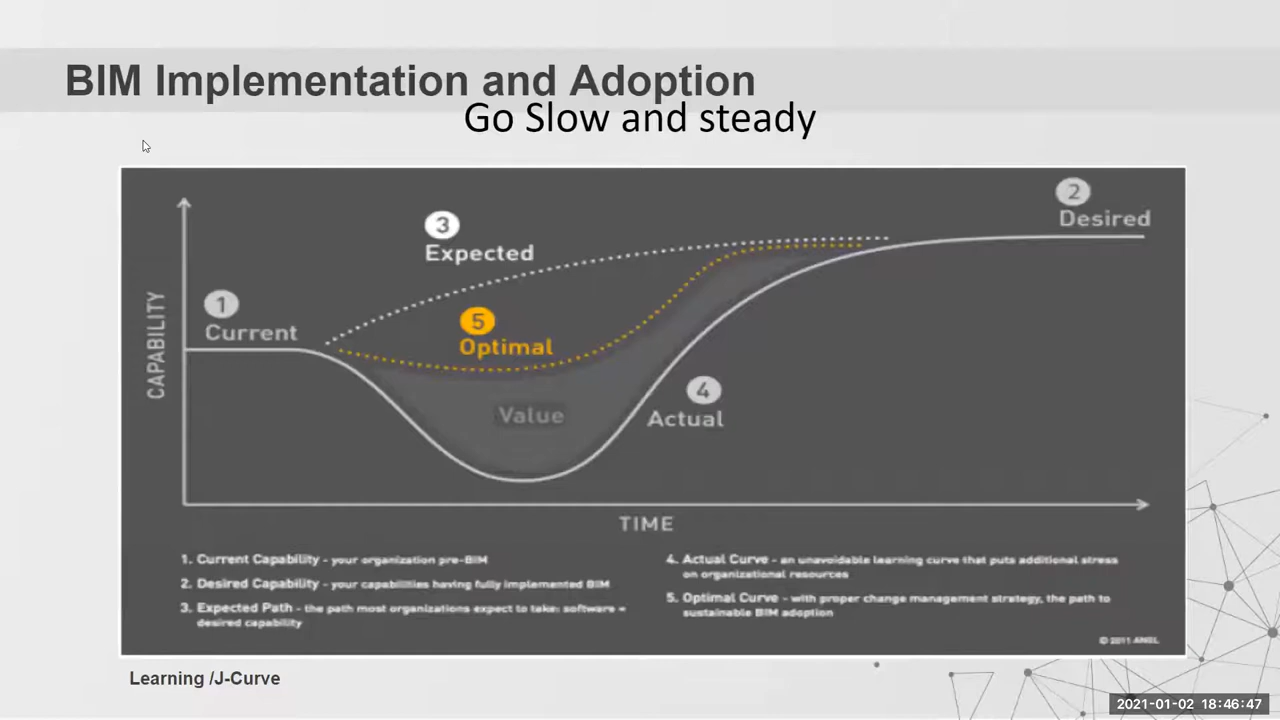 BIM Implementation and Adoption
Go Slow and steady
3
Expected
2
Desired
1
Current
5
Optimal
Value
4
Actual
CAPABILITY
TIME
1. Current Capability - your organization pre-BIM
2. Desired Capability - your capabilities having fully implemented BIM
3. Expected Path - the path most organizations expect to take: software =
desired capability
4. Actual Curve - an unavoidable learning curve that puts additional stress
on organizational resources
5. Optimal Curve - with proper change management strategy, the path to
sustainable BIM adoption
© 2011
Learning /J-Curve
2021-01-02 18:46:47